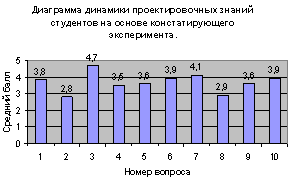 Диаграмма динамики проектировочных знаний
студентов на основе констатирующего
эксперимента.
Средний балл
5
4
3
2
1
0
3,8
2,8
4,7
3,5
3,6
3,9
4,1
2,9
3,6
3,9
1 2 3 4 5 6 7 8 9 10
Номер вопроса